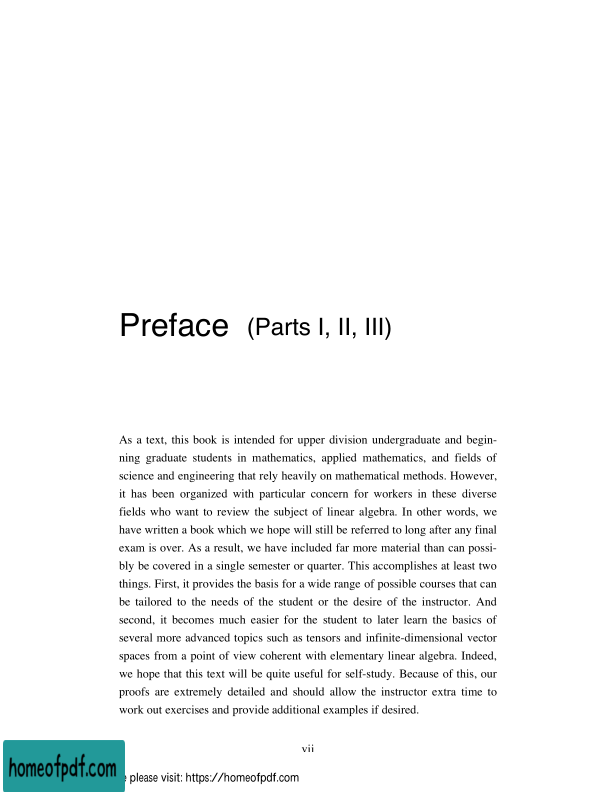 Preface (Parts I, II, III)
As a text, this book is intended for upper division undergraduate and begin-
ning graduate students in mathematics, applied mathematics, and fields of
science and engineering that rely heavily on mathematical methods. However,
it has been organized with particular concern for workers in these diverse
fields who want to review the subject of linear algebra. In other words, we
have written a book which we hope will still be referred to long after any final
exam is over. As a result, we have included far more material than can possi-
bly be covered in a single semester or quarter. This accomplishes at least two
things. First, it provides the basis for a wide range of possible courses that can
be tailored to the needs of the student or the desire of the instructor. And
second, it becomes much easier for the student to later learn the basics of
several more advanced topics such as tensors and infinite-dimensional vector
spaces from a point of view coherent with elementary linear algebra. Indeed,
we hope that this text will be quite useful for self-study. Because of this, our
proofs are extremely detailed and should allow the instructor extra time to
work out exercises and provide additional examples if desired.
vii
homeofpdf.com
please visit: https://homeofpdf.com